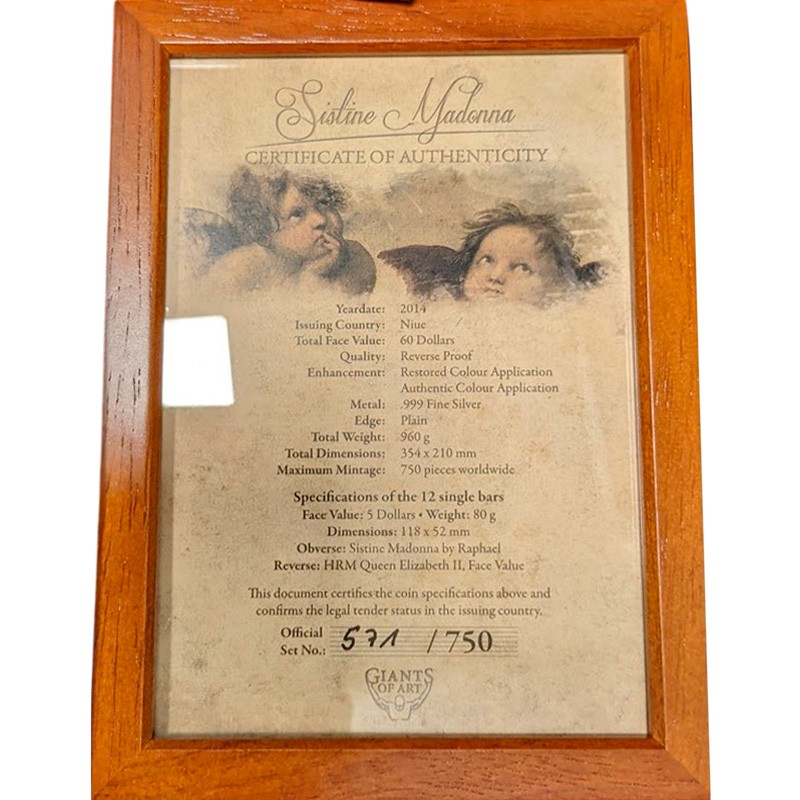 Sistine Madonna
CERTIFICATE OF AUTHENTICITY
Yeardate: 2014
Issuing Country: Niue
Total Face Value: 60 Dollars
Quality: Reverse Proof
Enhancement: Restored Colour Application
Authentic Colour Application
Metal: .999 Fine Silver
Edge: Plain
Total Weight: 960 g
Total Dimensions: 354 x 210 mm
Maximum Mintage: 750 pieces worldwide
Specifications of the 12 single bars
Face Value: 5 Dollars • Weight: 80 g
Dimensions: 118 x 52 mm
Obverse: Sistine Madonna by Raphael
Reverse: HRM Queen Elizabeth II, Face Value
This document certifies the coin specifications above and
confirms the legal tender status in the issuing country.
Official
Set No.: 571 / 750
GIANTS
OF ART